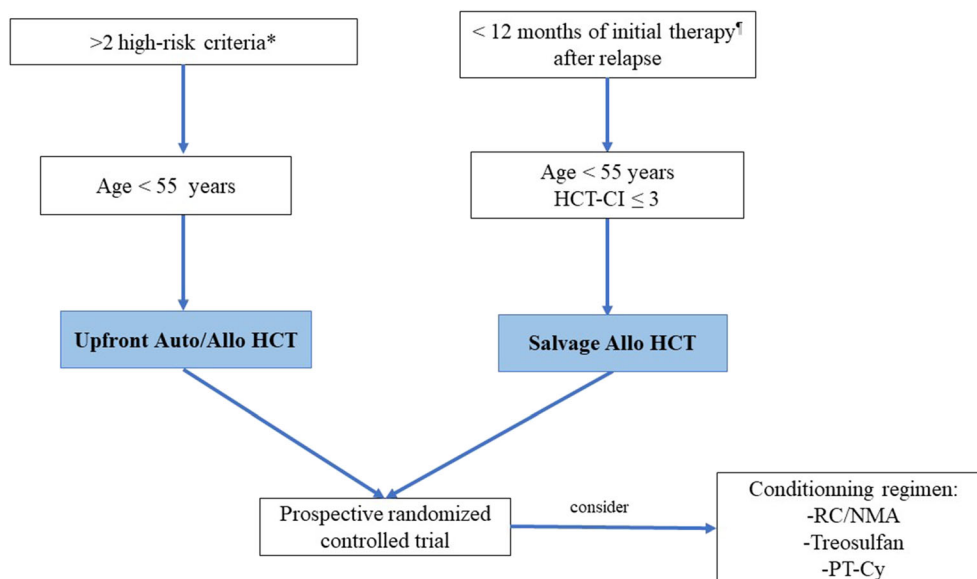 >2 high-risk criteria*
< 12 months of initial therapy¶
after relapse
Age < 55  years
Age < 55 years
HCT-CI ≤ 3
Upfront Auto/Allo HCT
Salvage Allo HCT
Prospective randomized
controlled trial
consider
Conditionning regimen:
-RC/NMA
-Treosulfan
-PT-Cy